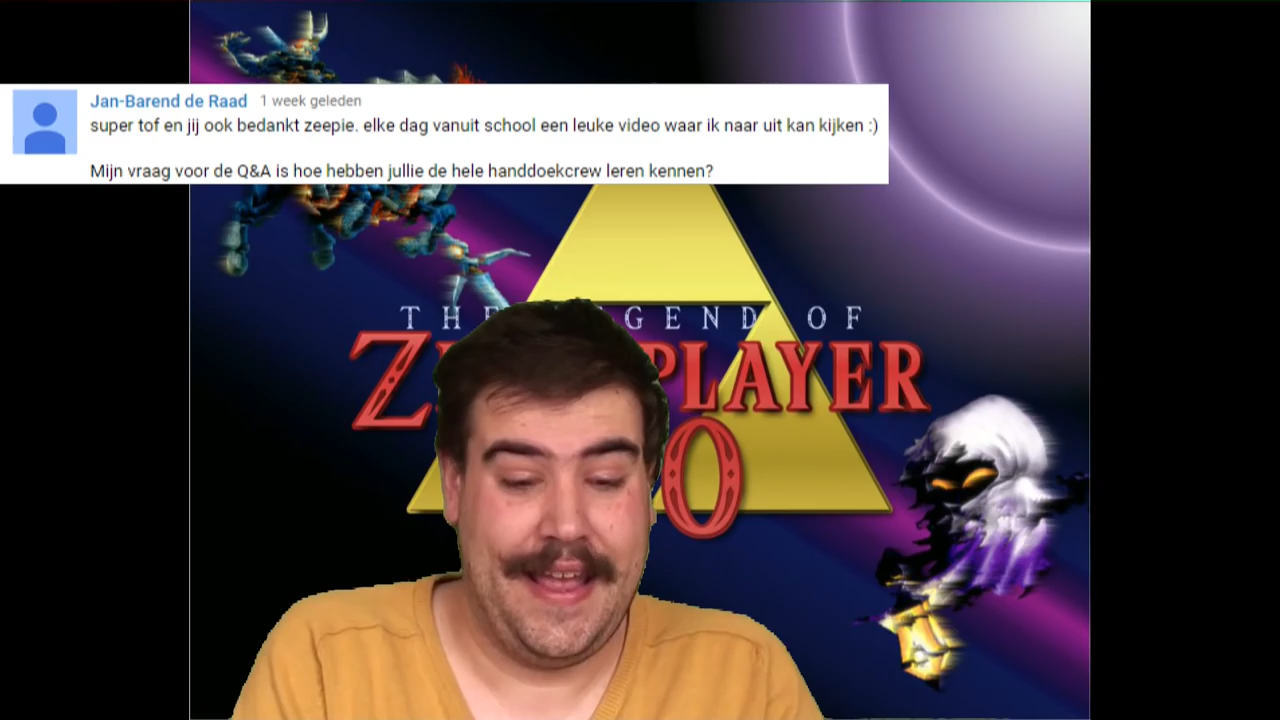 Jan-Barend de Raad 1 week geleden
super tof en jij ook bedankt zeepie. elke dag vanuit school een leuke video waar ik naar uit kan kijken :)
Mijn vraag voor de Q&A is hoe hebben jullie de hele handdoekcrew leren kennen?
THE GEND OF
Z PLAYER
0